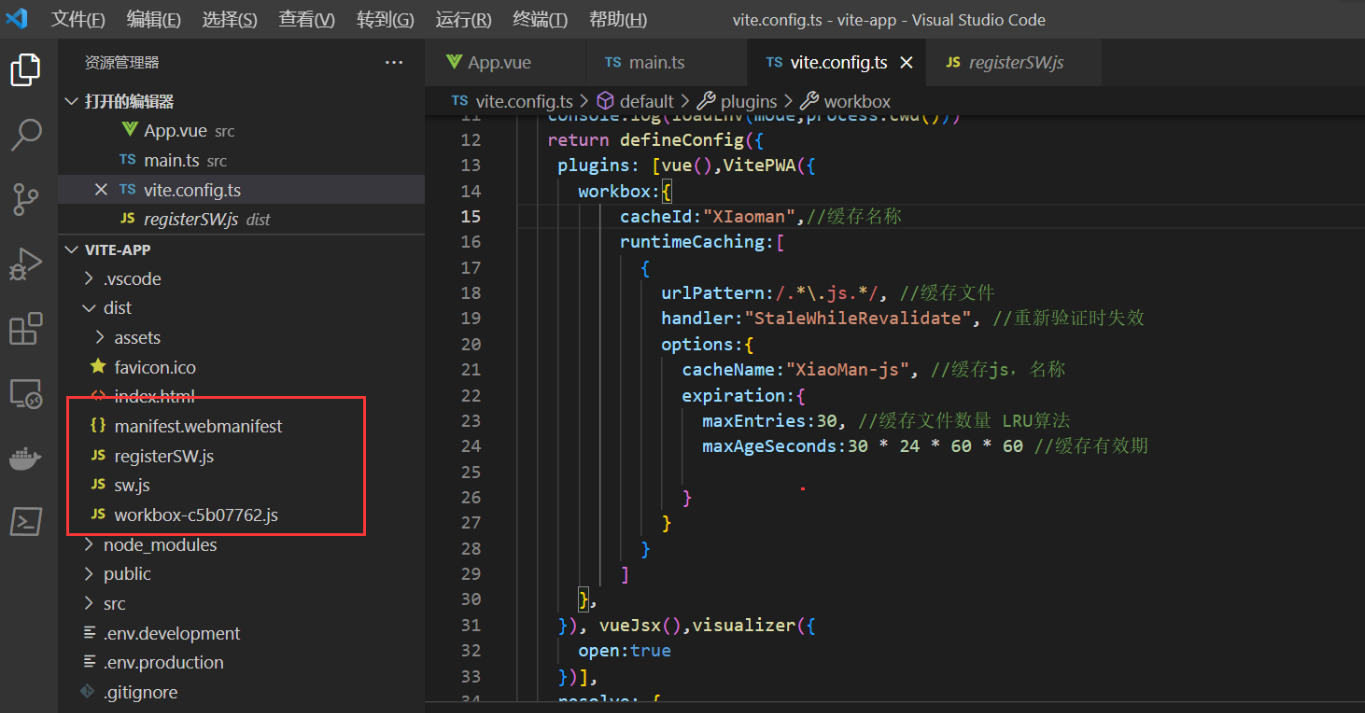 文件(F) 编辑(E) 选择(S) 查看(V) 转到(G) 运行(R) 终端(T) 帮助(H) vite.config.ts - vite-app - Visual Studio Code
资源管理器 ···
打开的编辑器
App.vue src
TS main.ts src
TS vite.config.ts
JS registerSW.js dist
VITE-APP
.vscode
dist
assets
favicon.ico
index.html
{} manifest.webmanifest
JS registerSW.js
JS sw.js
JS workbox-c5b07762.js
node_modules
public
src
.env.development
.env.production
.gitignore
App.vue TS main.ts TS vite.config.ts JS registerSW.js
TS vite.config.ts > default > plugins > workbox
11 console.log(loadEnv(mode,process.cwd()))
12 return defineConfig({
13 plugins: [vue(),VitePWA({
14 workbox:{
15 cacheId:"XIaoman",//缓存名称
16 runtimeCaching:[
17 {
18 urlPattern:/.*\.js.*/, //缓存文件
19 handler:"StaleWhileRevalidate", //重新验证时失效
20 options:{
21 cacheName:"XiaoMan-js", //缓存js，名称
22 expiration:{
23 maxEntries:30, //缓存文件数量 LRU算法
24 maxAgeSeconds:30 * 24 * 60 * 60 //缓存有效期
25
26 }
27 }
28 }
29 ]
30 },
31 }), vueJsx(),visualizer({
32 open:true
33 })],
34 resolve: {